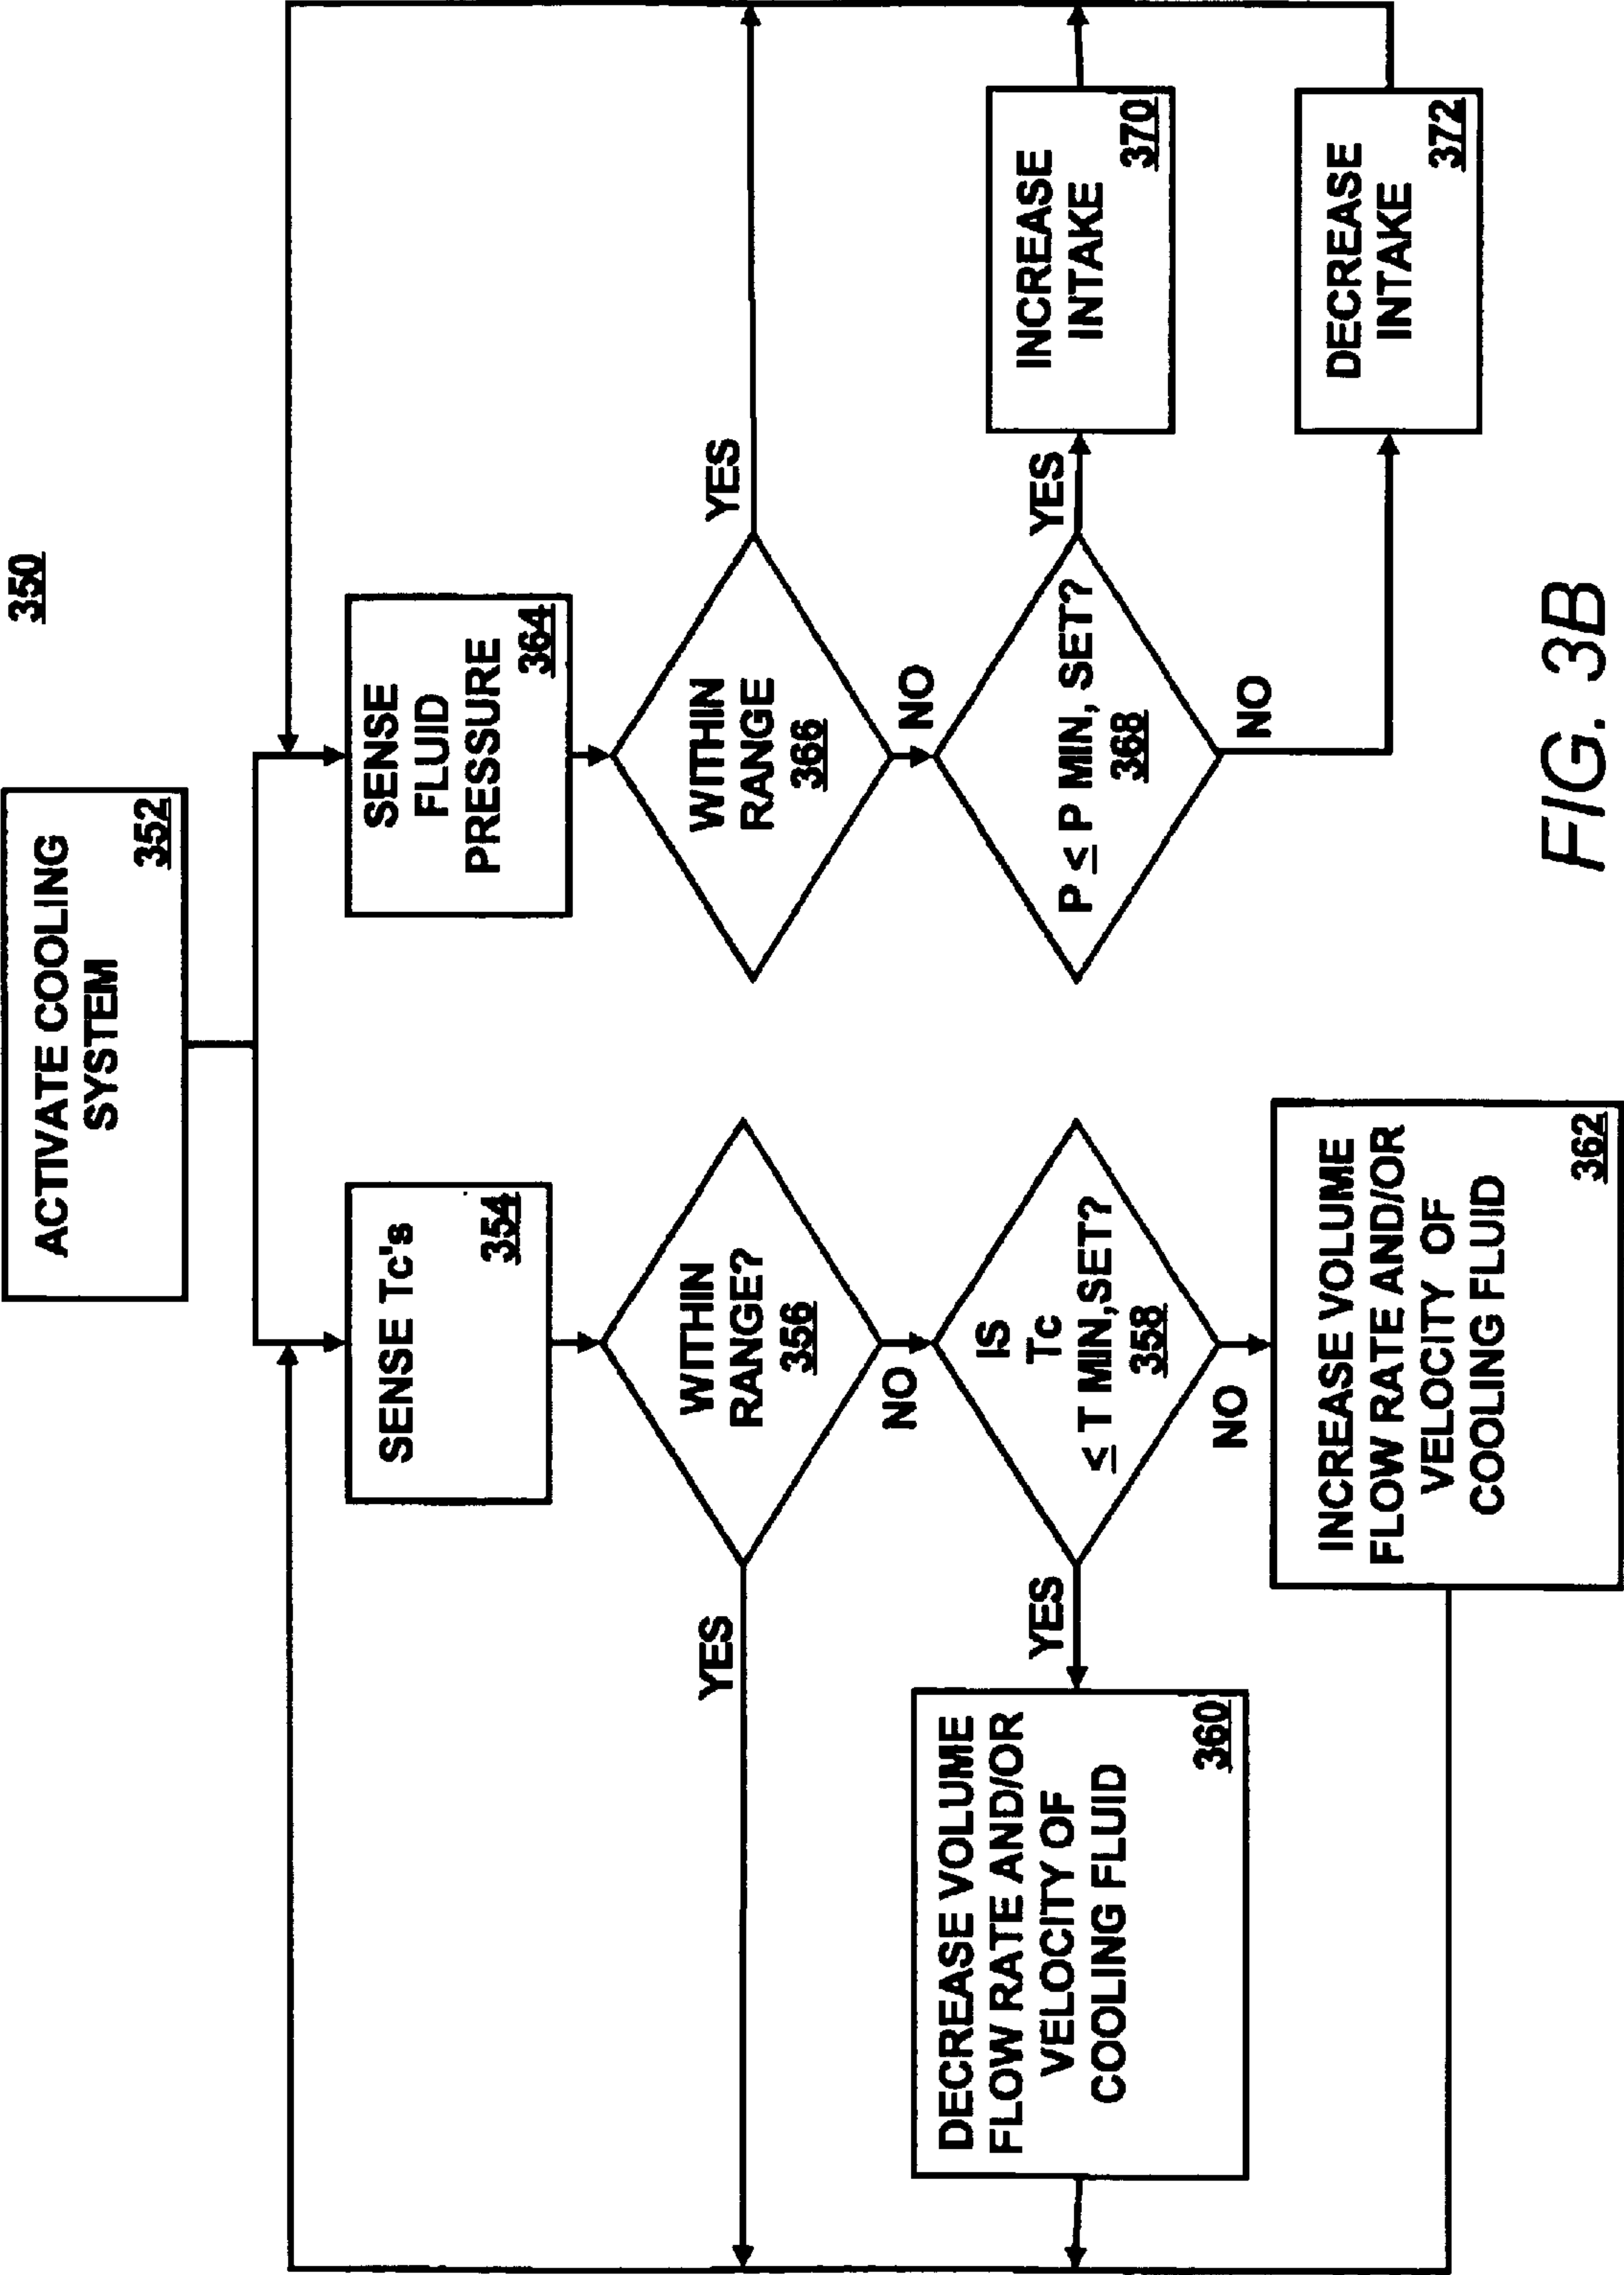 350
ACTIVATE COOLING
SYSTEM
352
SENSE Tc's
354
WITHIN
RANGE?
356
YES
NO
IS
Tc
≤ T MIN,SET?
358
YES
NO
DECREASE VOLUME
FLOW RATE AND/OR
VELOCITY OF
COOLING FLUID
360
INCREASE VOLUME
FLOW RATE AND/OR
VELOCITY OF
COOLING FLUID
362
SENSE
FLUID
PRESSURE
364
WITHIN
RANGE
366
YES
NO
P ≤ P MIN, SET?
368
YES
NO
INCREASE
INTAKE
370
DECREASE
INTAKE
372
FIG. 3B